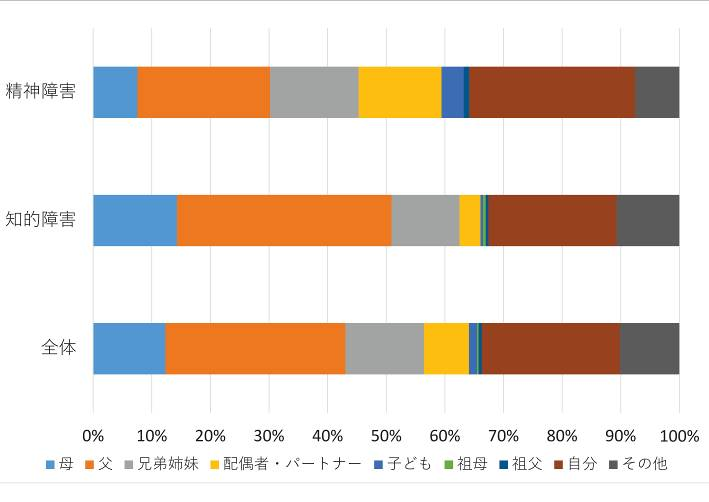 精神障害
知的障害
全体
0% 10% 20% 30% 40% 50% 60% 70% 80% 90% 100%
母 父 兄弟姉妹 配偶者・パートナー 子ども 祖母 祖父 自分 その他